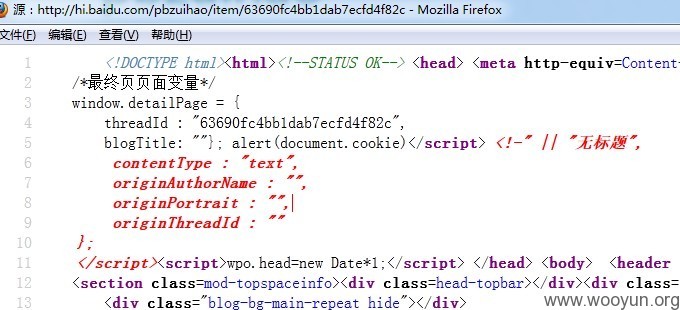 源：http://hi.baidu.com/pbzuihao/item/63690fc4bb1dab7ecfd4f82c - Mozilla Firefox
文件(F) 编辑(E) 查看(V) 帮助(H)
1 <!DOCTYPE html><html><!--STATUS OK--> <head> <meta http-equiv=Content-
2 /*最终页页面变量*/
3 window.detailPage = {
4 threadId : "63690fc4bb1dab7ecfd4f82c",
5 blogTitle: ""}; alert(document.cookie)</script> <!-" || "无标题",
6 contentType : "text",
7 originAuthorName : "",
8 originPortrait : "",
9 originThreadId : ""
10 };
11 </script><script>wpo.head=new Date*1;</script> </head> <body> <header
12 <section class=mod-topspaceinfo><div class=head-topbar></div><div class=
13 <div class="blog-bg-main-repeat hide"></div>
www.wooyun.org